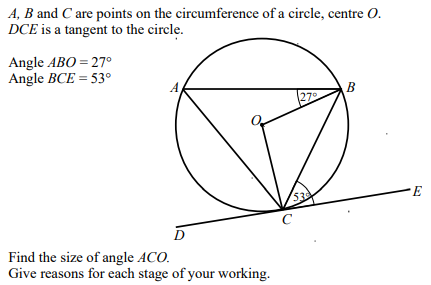 A, B and C are points on the circumference of a circle, centre O.
DCE is a tangent to the circle.
Angle ABO = 27°
Angle BCE = 53°
A
B
27°
O
53°
E
C
D
Find the size of angle ACO.
Give reasons for each stage of your working.